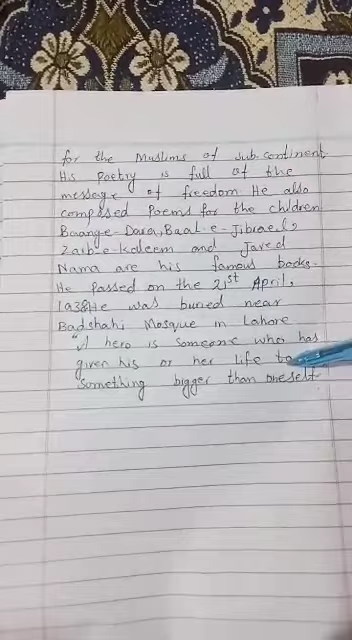 for the Muslims of sub-continent
His Poetry is full of the
message of freedom He also
composed Poems for the children
Baange-Dara, Baal-e-Jibrael,
Zarb-e-kaleem and Javed
Nama are his famous books.
He Passed on the 21st April,
1938 He was buried near
Badshahi Mosque in Lahore
"A hero is someone who has
given his or her life to
something bigger than oneself